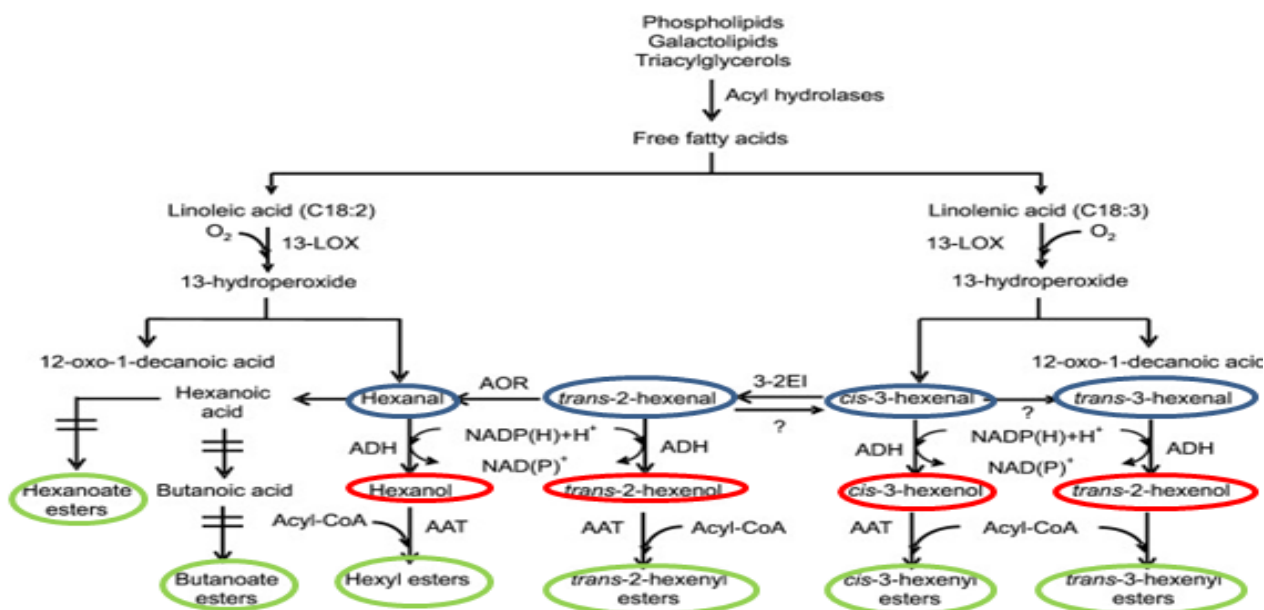 Phospholipids
Galactolipids
Triacylglycerols
Acyl hydrolases
Free fatty acids
Linoleic acid (C18:2)
Linolenic acid (C18:3)
O₂
13-LOX
13-LOX
O₂
13-hydroperoxide
13-hydroperoxide
12-oxo-1-decanoic acid
12-oxo-1-decanoic acid
Hexanoic
acid
Hexanal
AOR
trans-2-hexenal
3-2EI
?
cis-3-hexenal
?
trans-3-hexenal
ADH
NADP(H)+H⁺
NAD(P)⁺
ADH
ADH
NADP(H)+H⁺
NAD(P)⁺
ADH
Hexanoate
esters
Butanoic acid
Hexanol
trans-2-hexenol
cis-3-hexenol
trans-2-hexenol
Acyl-CoA
AAT
AAT
Acyl-CoA
AAT
Acyl-CoA
Butanoate
esters
Hexyl esters
trans-2-hexenyl
esters
cis-3-hexenyl
esters
trans-3-hexenyl
esters